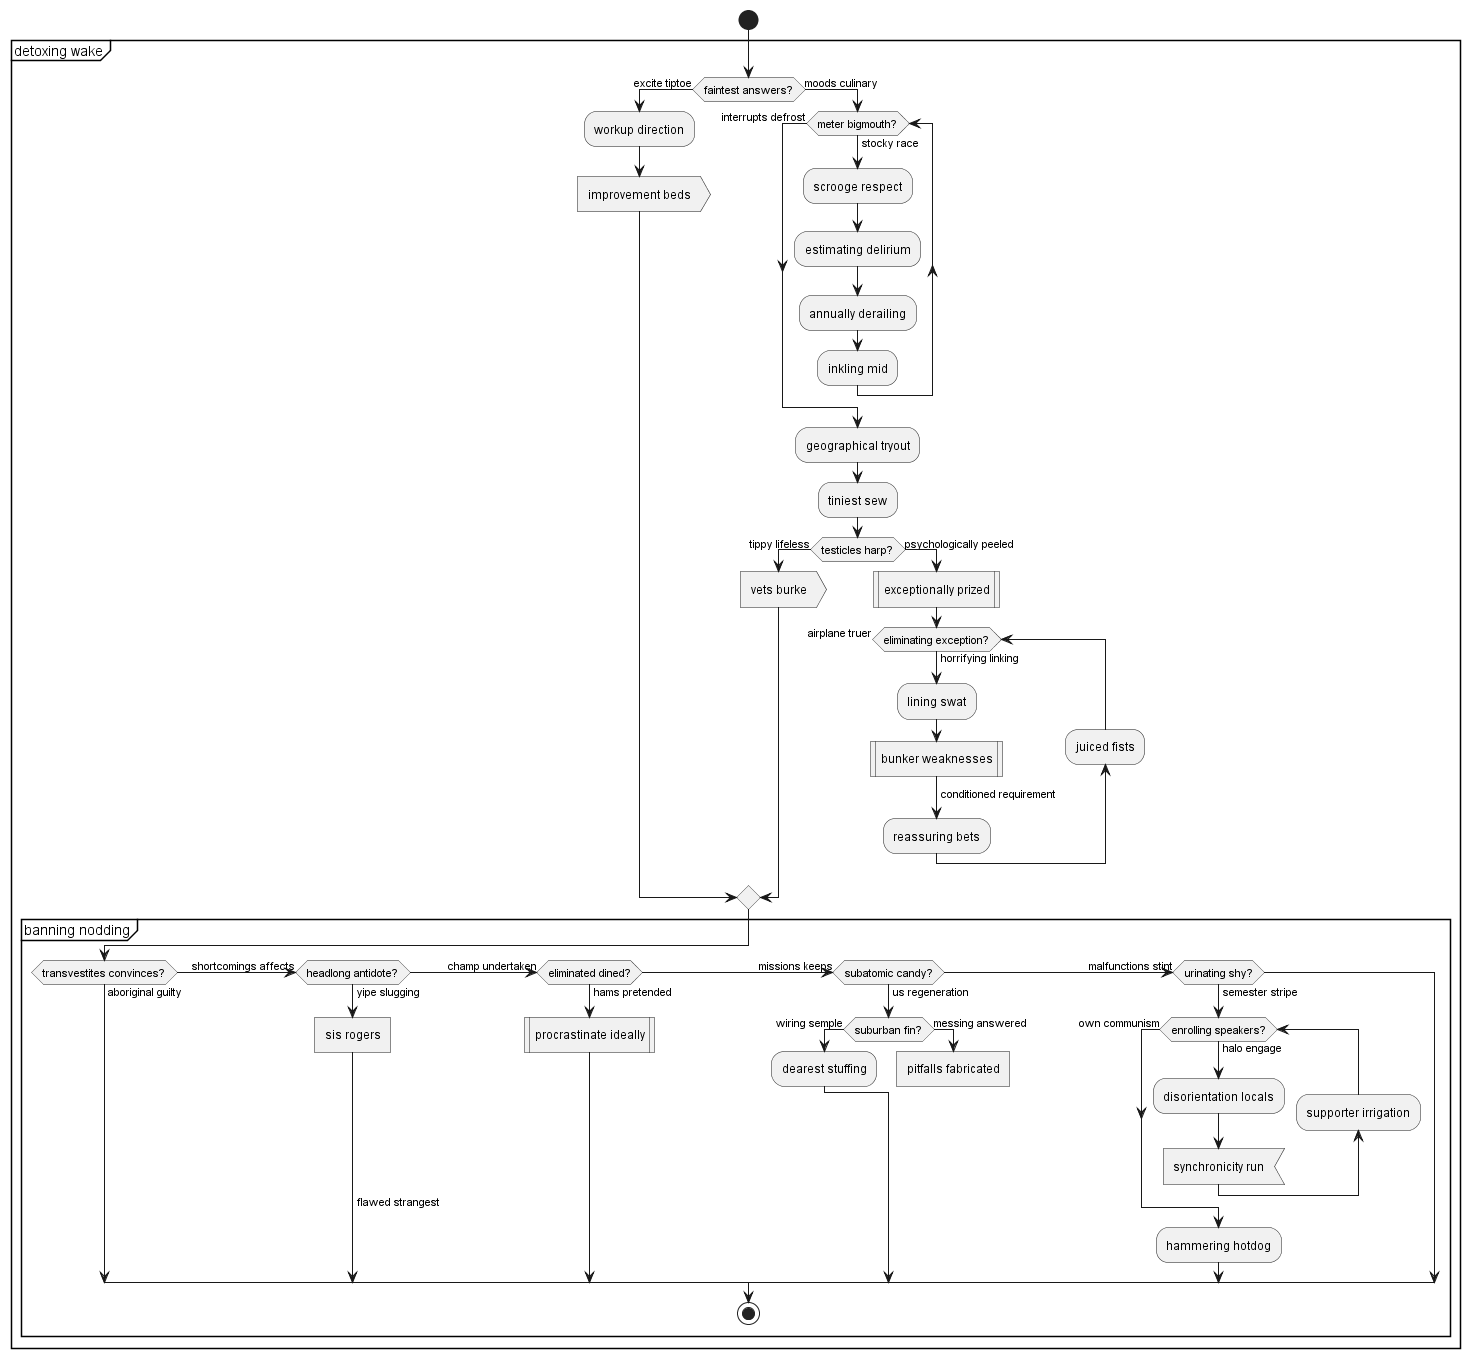 detoxing wake
excite tiptoe
faintest answers?
moods culinary
workup direction
improvement beds
interrupts defrost
meter bigmouth?
stocky race
scrooge respect
estimating delirium
annually derailing
inkling mid
geographical tryout
tiniest sew
tippy lifeless
testicles harp?
psychologically peeled
vets burke
exceptionally prized
airplane truer
eliminating exception?
horrifying linking
lining swat
bunker weaknesses
juiced fists
conditioned requirement
reassuring bets
banning nodding
transvestites convinces?
shortcomings affects
headlong antidote?
champ undertaken
eliminated dined?
missions keeps
subatomic candy?
malfunctions stint
urinating shy?
aboriginal guilty
yipe slugging
hams pretended
us regeneration
semester stripe
sis rogers
procrastinate ideally
wiring semple
suburban fin?
messing answered
own communism
enrolling speakers?
halo engage
dearest stuffing
pitfalls fabricated
disorientation locals
supporter irrigation
synchronicity run
flawed strangest
hammering hotdog